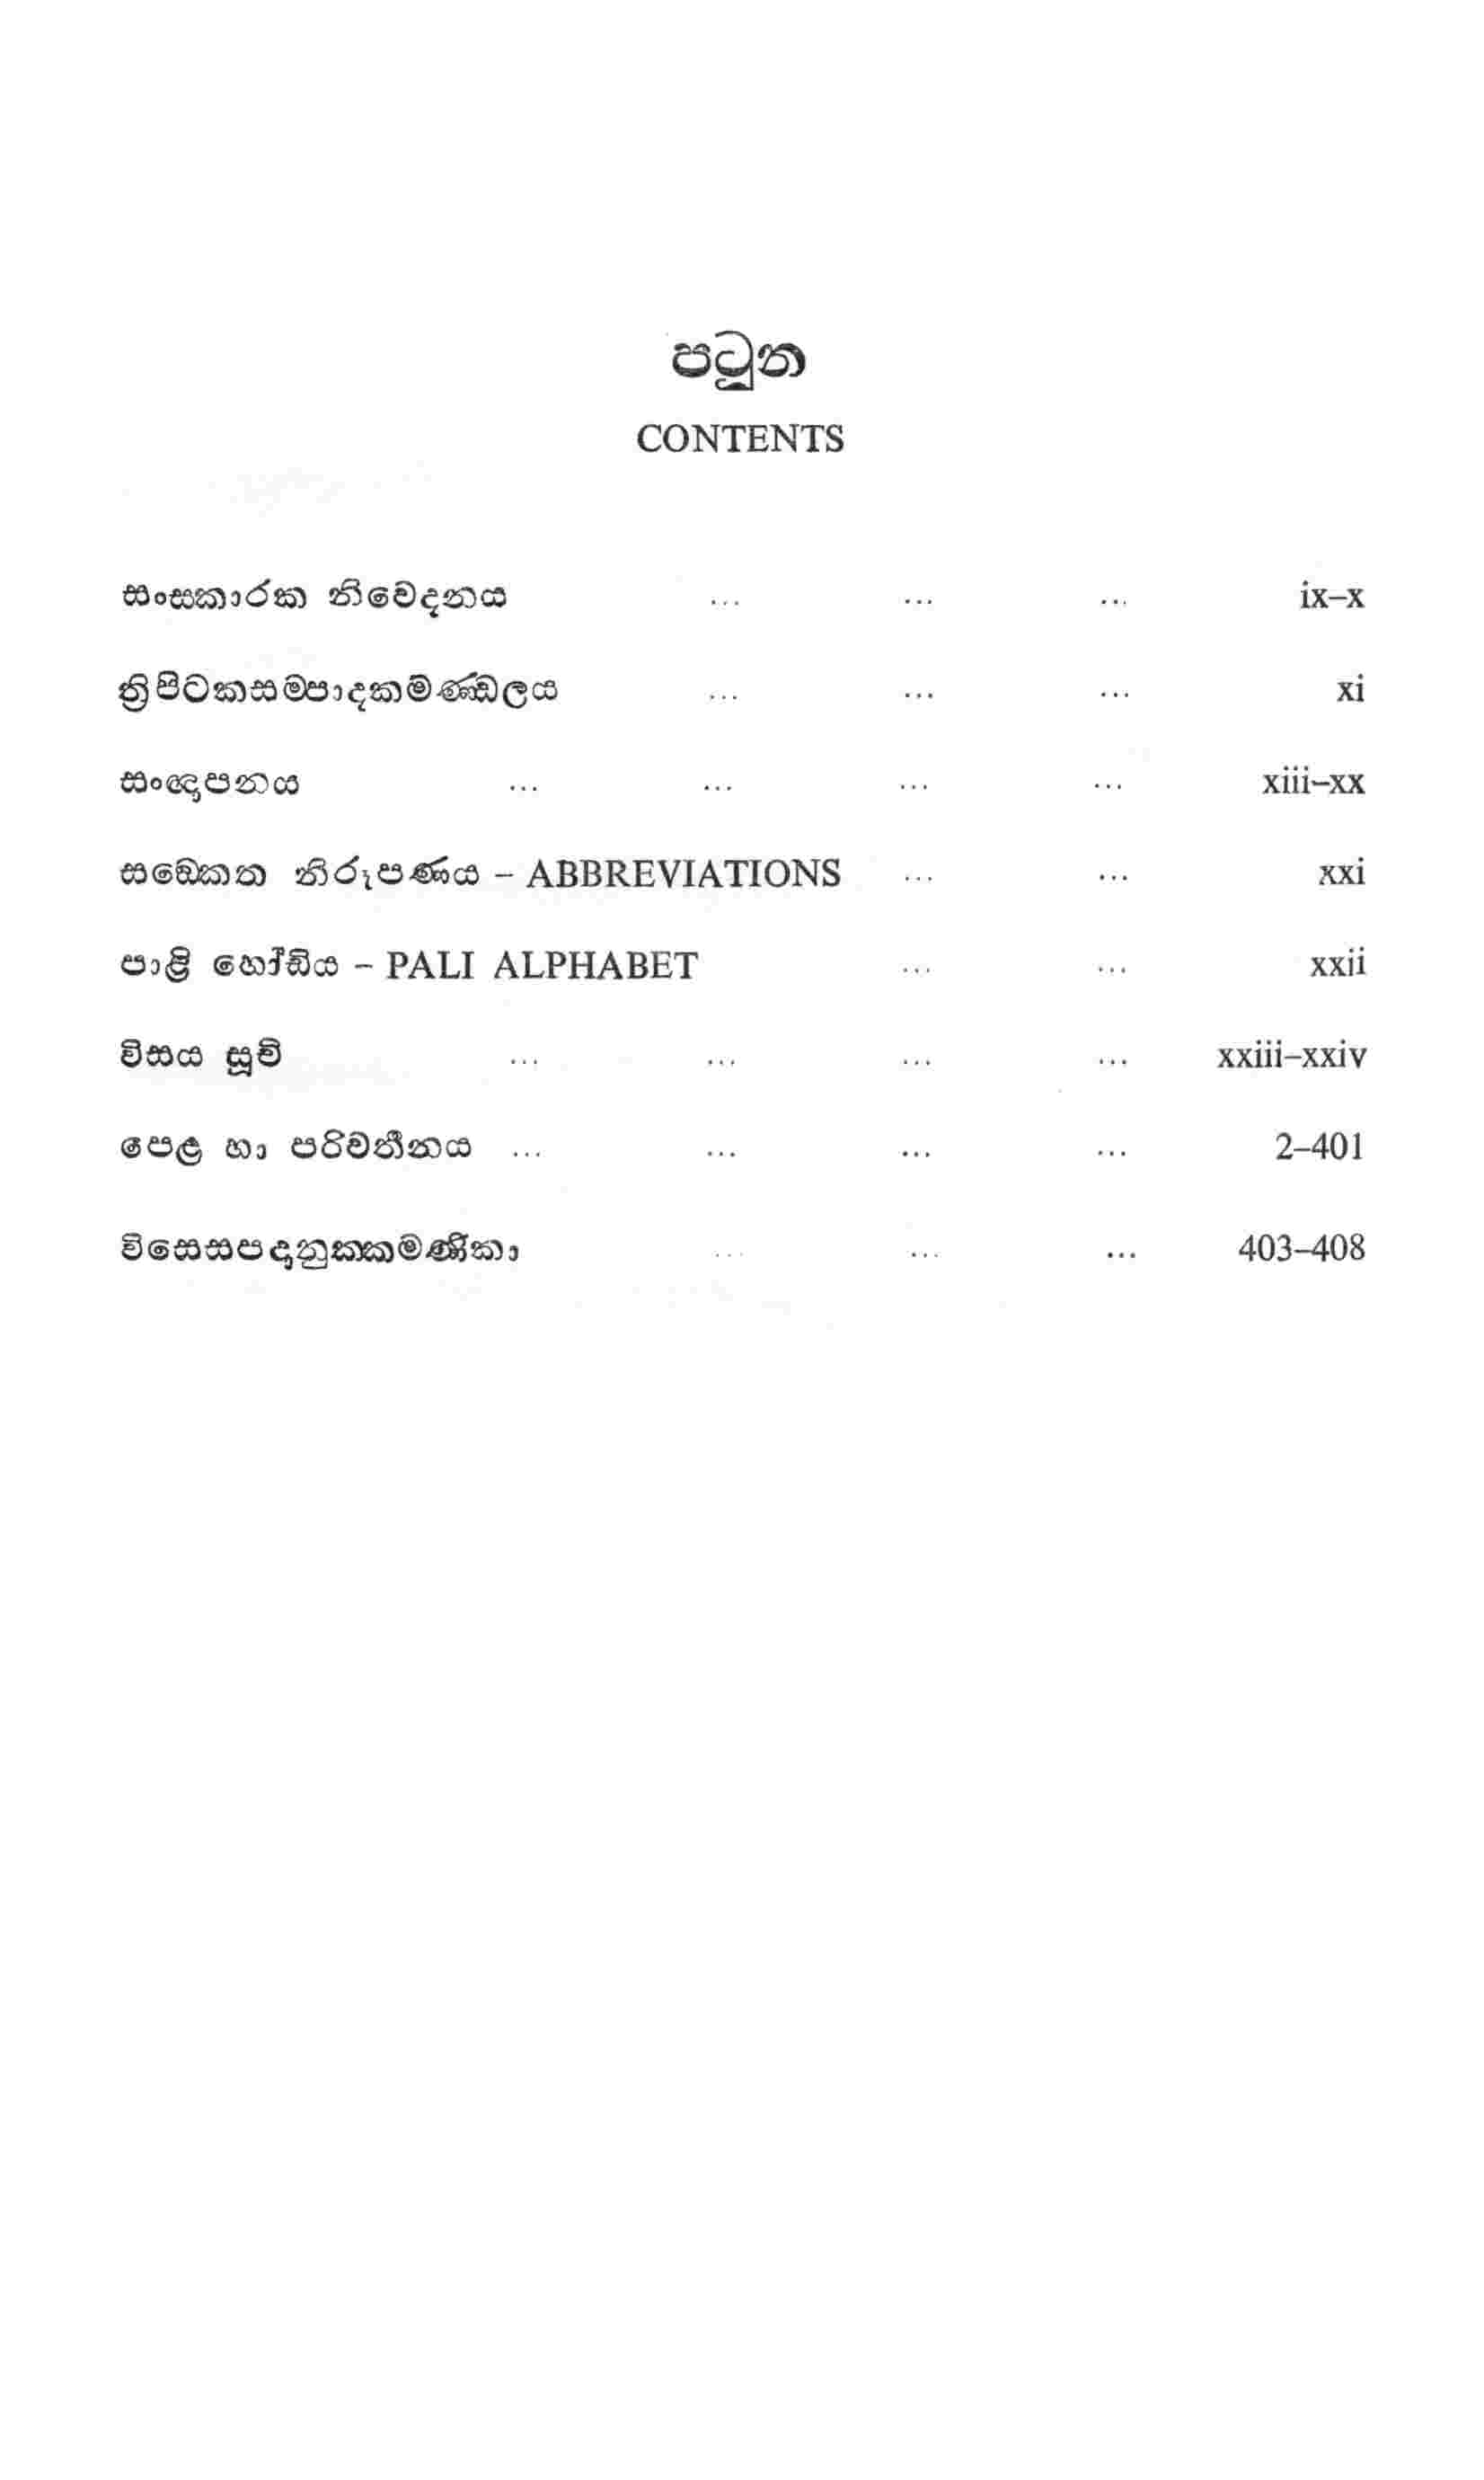 පටුන
CONTENTS
සංස්කාරක නිවේදනය ... ... ... ix–x
ත්‍රිපිටකසම්පාදකමණ්ඩලය ... ... ... xi
සංඥපනය ... ... ... ... xiii–xx
සඞ්කෙත නිරූපණය – ABBREVIATIONS ... ... xxi
පාළි හෝඩිය – PALI ALPHABET ... ... xxii
විසය සූචි ... ... ... ... xxiii–xxiv
පෙළ හා පරිවර්තනය ... ... ... ... 2–401
විසෙසපදානුක්කමණිකා ... ... ... 403–408